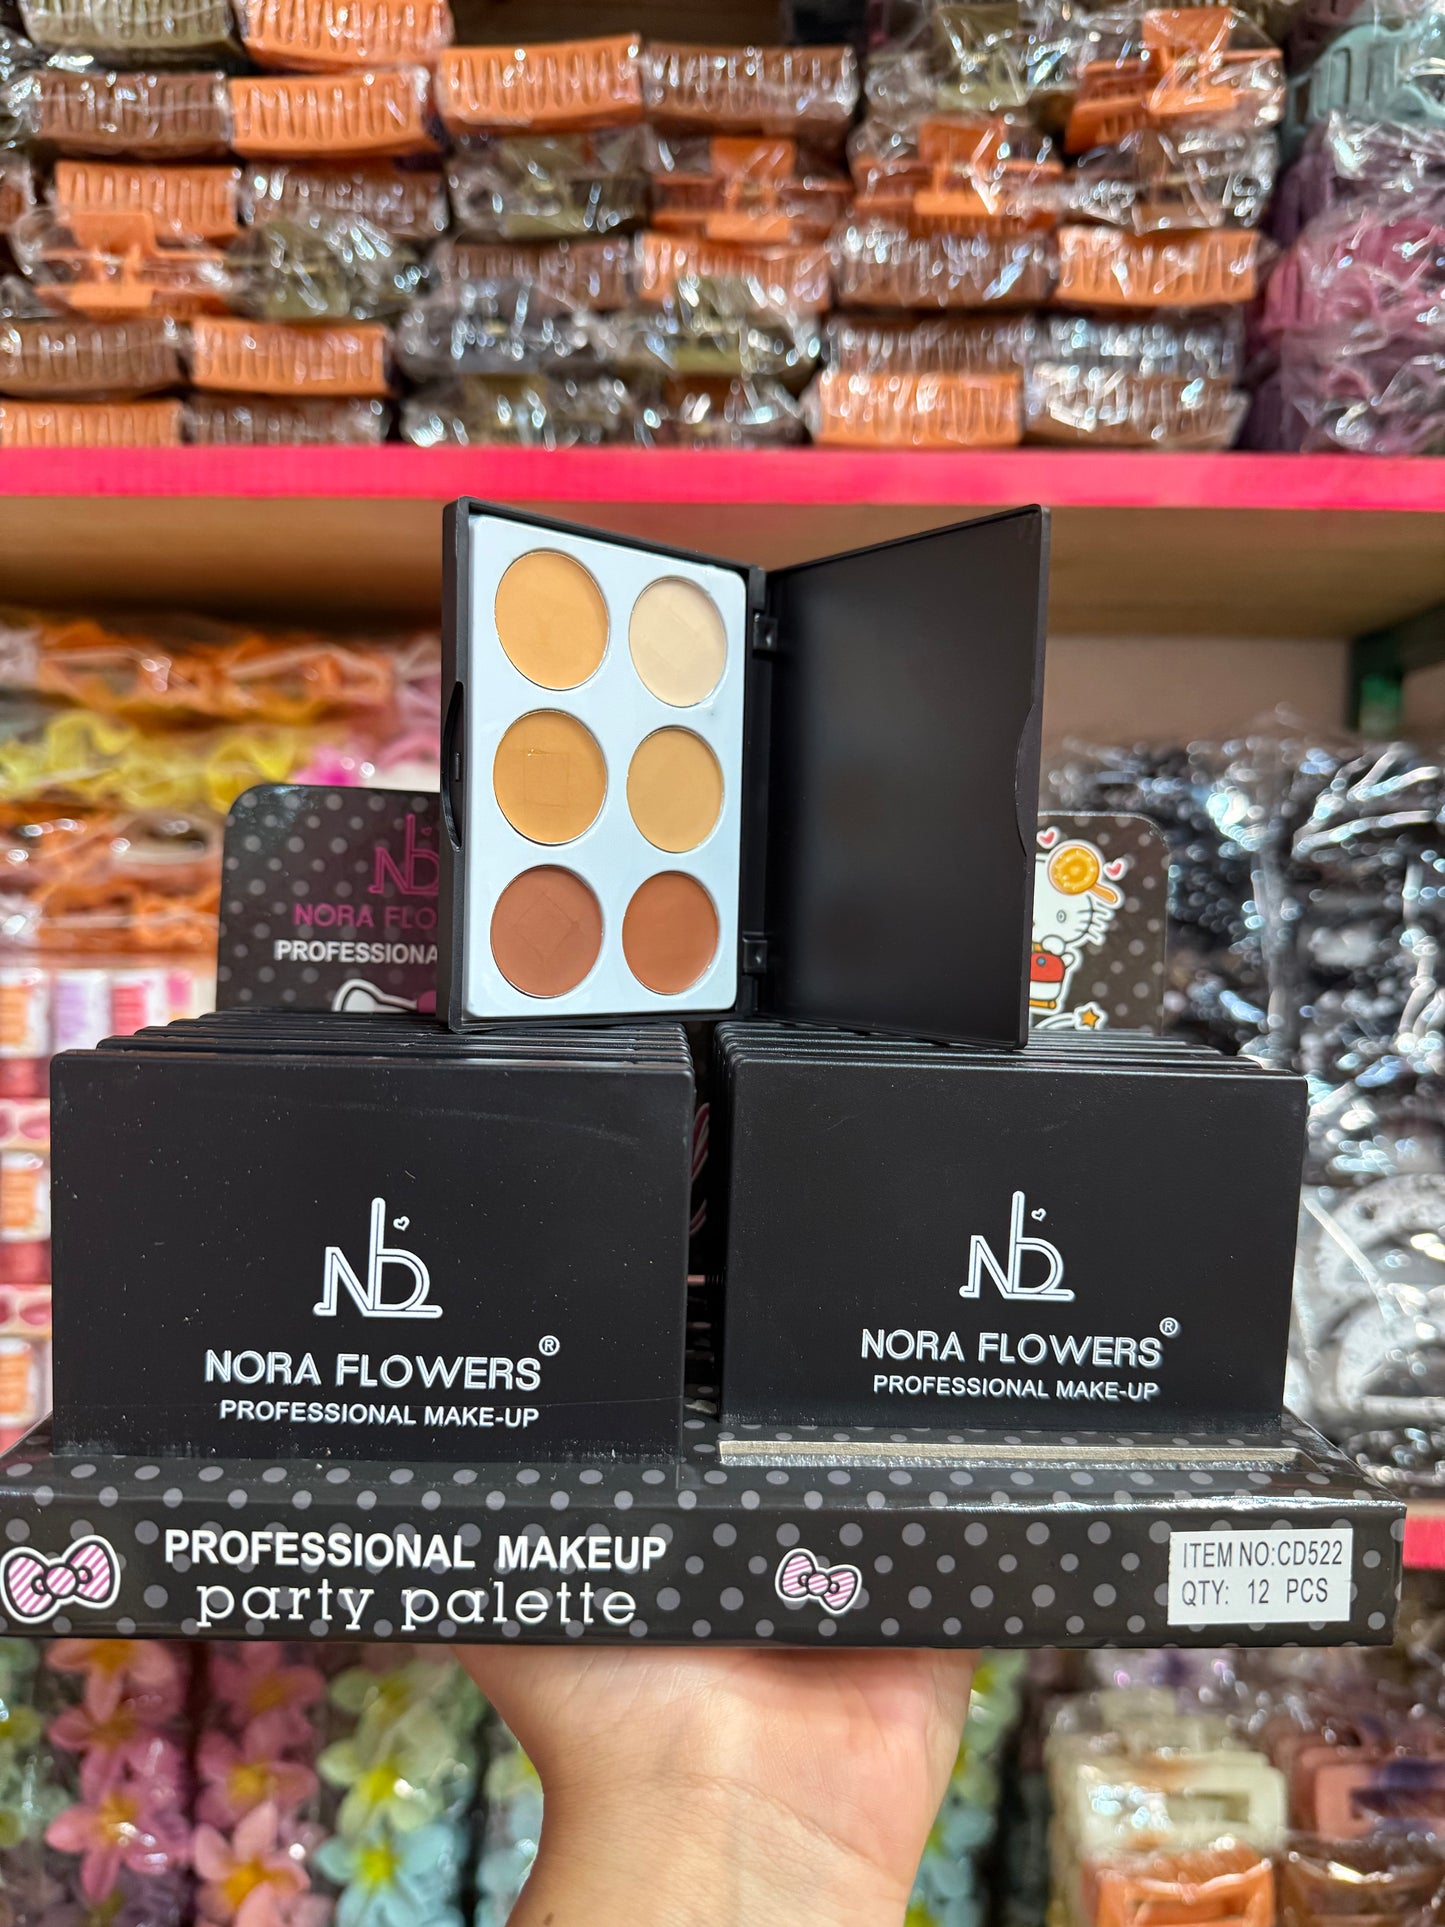 NORA FLO
PROFESSIONA
Nb
NORA FLOWERS®
PROFESSIONAL MAKE-UP
Nb
NORA FLOWERS®
PROFESSIONAL MAKE-UP
PROFESSIONAL MAKEUP
party palette
ITEM NO:CD522
QTY: 12 PCS